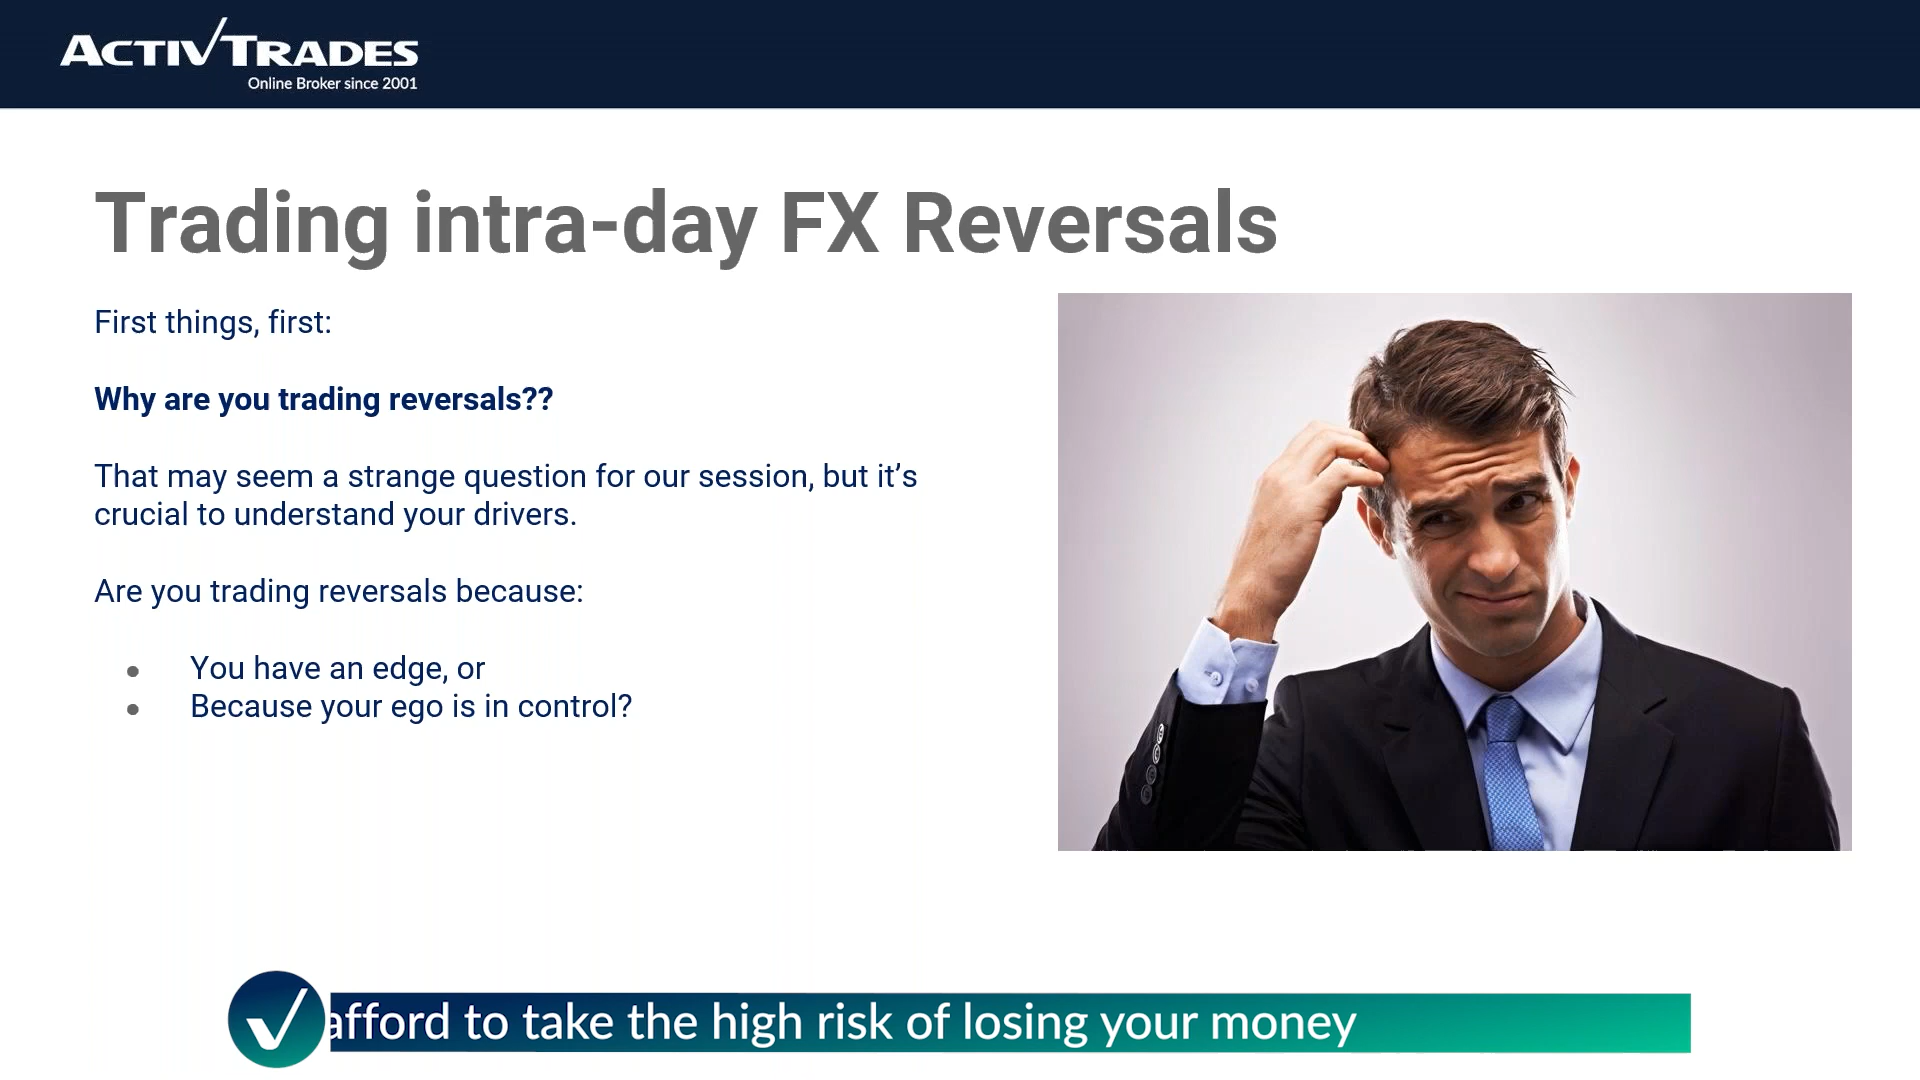 ACTIVTRADES
Online Broker since 2001
Trading intra-day FX Reversals
First things, first:
Why are you trading reversals??
That may seem a strange question for our session, but it’s
crucial to understand your drivers.
Are you trading reversals because:
● You have an edge, or
● Because your ego is in control?
afford to take the high risk of losing your money